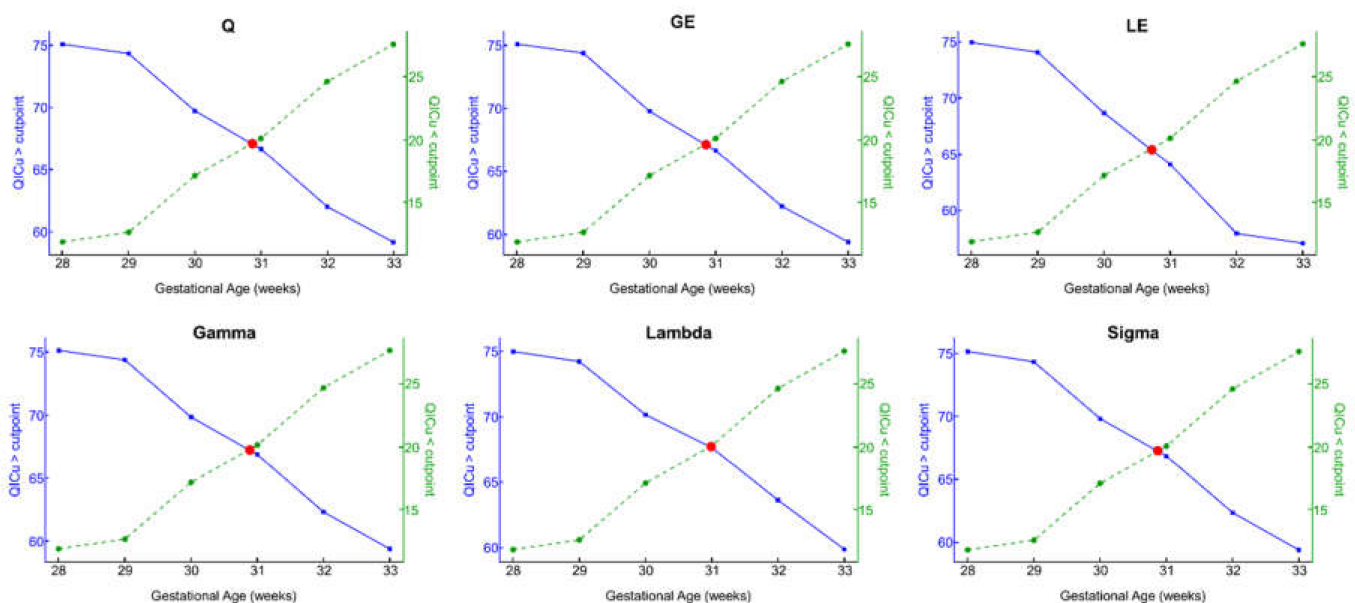 Q
75
70
65
60
QICu > cutpoint
25
20
15
QICu < cutpoint
28 29 30 31 32 33
Gestational Age (weeks)
GE
75
70
65
60
QICu > cutpoint
25
20
15
QICu < cutpoint
28 29 30 31 32 33
Gestational Age (weeks)
LE
75
70
65
60
QICu > cutpoint
25
20
15
QICu < cutpoint
28 29 30 31 32 33
Gestational Age (weeks)
Gamma
75
70
65
60
QICu > cutpoint
25
20
15
QICu < cutpoint
28 29 30 31 32 33
Gestational Age (weeks)
Lambda
75
70
65
60
QICu > cutpoint
25
20
15
QICu < cutpoint
28 29 30 31 32 33
Gestational Age (weeks)
Sigma
75
70
65
60
QICu > cutpoint
25
20
15
QICu < cutpoint
28 29 30 31 32 33
Gestational Age (weeks)